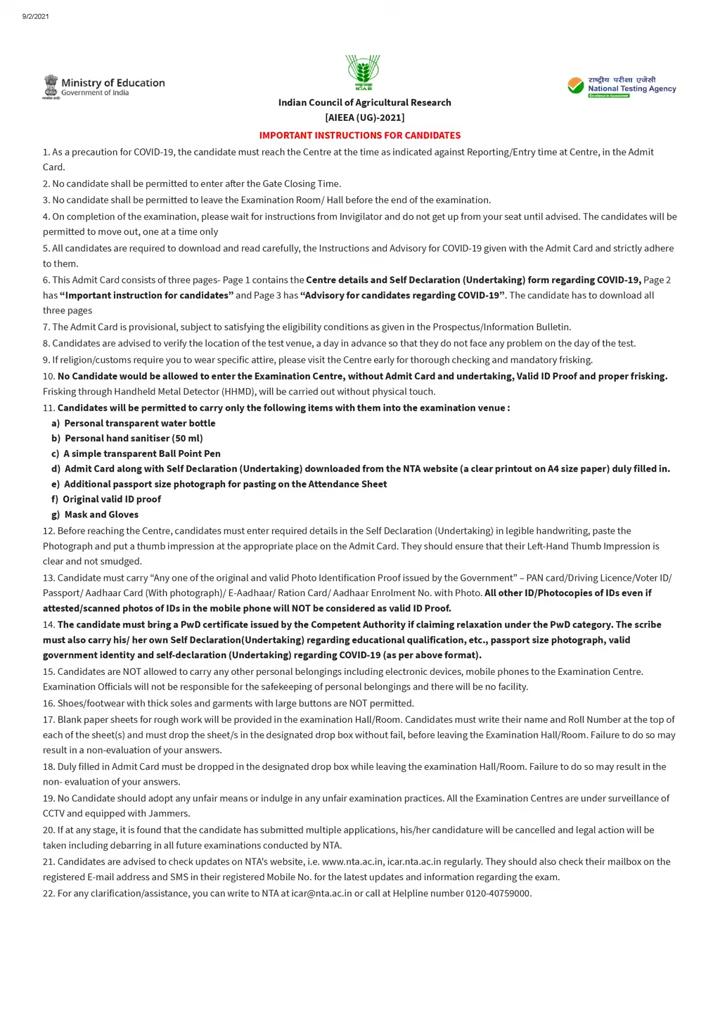 9/2/2021
Ministry of Education
Government of India
ICAR
राष्ट्रीय परीक्षा एजेंसी
National Testing Agency
Excellence in Assessment
Indian Council of Agricultural Research
[AIEEA (UG)-2021]
IMPORTANT INSTRUCTIONS FOR CANDIDATES
1. As a precaution for COVID-19, the candidate must reach the Centre at the time as indicated against Reporting/Entry time at Centre, in the Admit
Card.
2. No candidate shall be permitted to enter after the Gate Closing Time.
3. No candidate shall be permitted to leave the Examination Room/ Hall before the end of the examination.
4. On completion of the examination, please wait for instructions from Invigilator and do not get up from your seat until advised. The candidates will be
permitted to move out, one at a time only
5. All candidates are required to download and read carefully, the Instructions and Advisory for COVID-19 given with the Admit Card and strictly adhere
to them.
6. This Admit Card consists of three pages- Page 1 contains the Centre details and Self Declaration (Undertaking) form regarding COVID-19, Page 2
has “Important instruction for candidates” and Page 3 has “Advisory for candidates regarding COVID-19”. The candidate has to download all
three pages
7. The Admit Card is provisional, subject to satisfying the eligibility conditions as given in the Prospectus/Information Bulletin.
8. Candidates are advised to verify the location of the test venue, a day in advance so that they do not face any problem on the day of the test.
9. If religion/customs require you to wear specific attire, please visit the Centre early for thorough checking and mandatory frisking.
10. No Candidate would be allowed to enter the Examination Centre, without Admit Card and undertaking, Valid ID Proof and proper frisking.
Frisking through Handheld Metal Detector (HHMD), will be carried out without physical touch.
11. Candidates will be permitted to carry only the following items with them into the examination venue :
a) Personal transparent water bottle
b) Personal hand sanitiser (50 ml)
c) A simple transparent Ball Point Pen
d) Admit Card along with Self Declaration (Undertaking) downloaded from the NTA website (a clear printout on A4 size paper) duly filled in.
e) Additional passport size photograph for pasting on the Attendance Sheet
f) Original valid ID proof
g) Mask and Gloves
12. Before reaching the Centre, candidates must enter required details in the Self Declaration (Undertaking) in legible handwriting, paste the
Photograph and put a thumb impression at the appropriate place on the Admit Card. They should ensure that their Left-Hand Thumb Impression is
clear and not smudged.
13. Candidate must carry “Any one of the original and valid Photo Identification Proof issued by the Government” – PAN card/Driving Licence/Voter ID/
Passport/ Aadhaar Card (With photograph)/ E-Aadhaar/ Ration Card/ Aadhaar Enrolment No. with Photo. All other ID/Photocopies of IDs even if
attested/scanned photos of IDs in the mobile phone will NOT be considered as valid ID Proof.
14. The candidate must bring a PwD certificate issued by the Competent Authority if claiming relaxation under the PwD category. The scribe
must also carry his/ her own Self Declaration(Undertaking) regarding educational qualification, etc., passport size photograph, valid
government identity and self-declaration (Undertaking) regarding COVID-19 (as per above format).
15. Candidates are NOT allowed to carry any other personal belongings including electronic devices, mobile phones to the Examination Centre.
Examination Officials will not be responsible for the safekeeping of personal belongings and there will be no facility.
16. Shoes/footwear with thick soles and garments with large buttons are NOT permitted.
17. Blank paper sheets for rough work will be provided in the examination Hall/Room. Candidates must write their name and Roll Number at the top of
each of the sheet(s) and must drop the sheet/s in the designated drop box without fail, before leaving the Examination Hall/Room. Failure to do so may
result in a non-evaluation of your answers.
18. Duly filled in Admit Card must be dropped in the designated drop box while leaving the examination Hall/Room. Failure to do so may result in the
non- evaluation of your answers.
19. No Candidate should adopt any unfair means or indulge in any unfair examination practices. All the Examination Centres are under surveillance of
CCTV and equipped with Jammers.
20. If at any stage, it is found that the candidate has submitted multiple applications, his/her candidature will be cancelled and legal action will be
taken including debarring in all future examinations conducted by NTA.
21. Candidates are advised to check updates on NTA's website, i.e. www.nta.ac.in, icar.nta.ac.in regularly. They should also check their mailbox on the
registered E-mail address and SMS in their registered Mobile No. for the latest updates and information regarding the exam.
22. For any clarification/assistance, you can write to NTA at icar@nta.ac.in or call at Helpline number 0120-40759000.